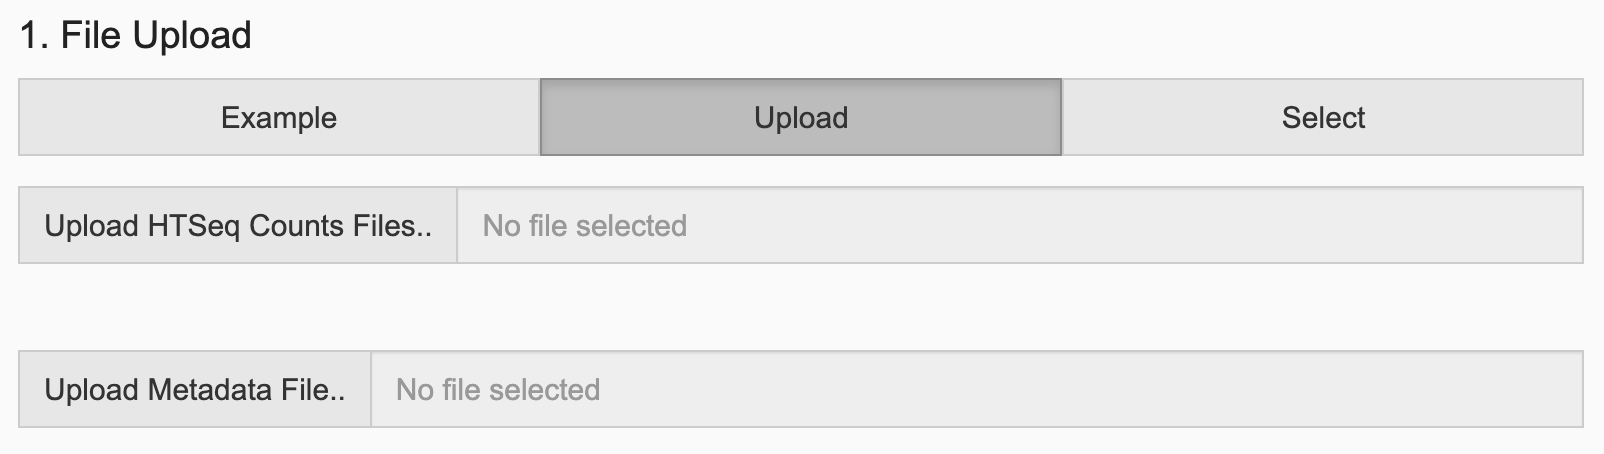 1. File Upload
Example Upload Select
Upload HTSeq Counts Files.. No file selected
Upload Metadata File.. No file selected